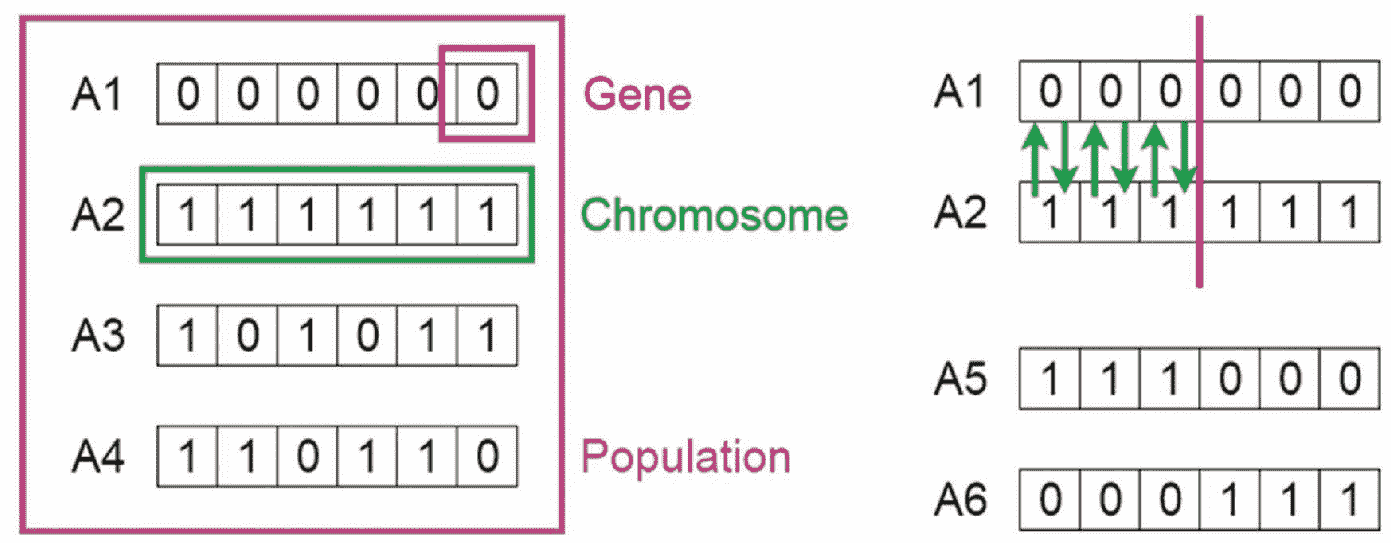 A1 0 0 0 0 0 0 Gene
A2 1 1 1 1 1 1 Chromosome
A3 1 0 1 0 1 1
A4 1 1 0 1 1 0 Population
A1 0 0 0 0 0 0
A2 1 1 1 1 1 1
A5 1 1 1 0 0 0
A6 0 0 0 1 1 1